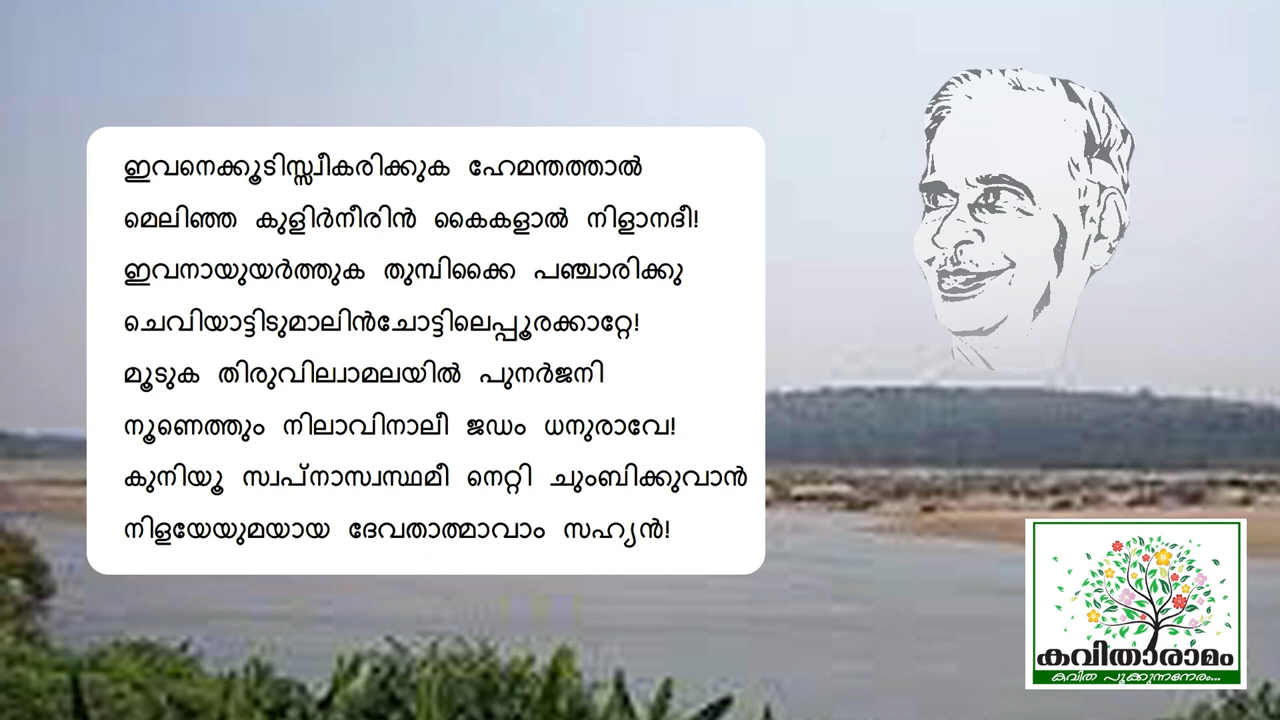 ഇവനെക്കൂടിസ്സ്വീകരിക്കുക ഹേമന്തത്താൽ
മെലിഞ്ഞ കുളിർനീരിൻ കൈകളാൽ നിളാനദീ!
ഇവനായുയർത്തുക തുമ്പിക്കൈ പഞ്ചാരിക്കു
ചെവിയാട്ടിടുമാലിൻചോട്ടിലെപ്പൂരക്കാറ്റേ!
മൂടുക തിരുവില്വാമലയിൽ പുനർജനി
നൂണെത്തും നിലാവിനാലീ ജഡം ധനുരാവേ!
കുനിയൂ സ്വപ്നാസ്വസ്ഥമീ നെറ്റി ചുംബിക്കുവാൻ
നിളയേയുമയായ ദേവതാത്മാവാം സഹ്യൻ!
കവിതാരാമം
കവിത പൂക്കുന്നനേരം...